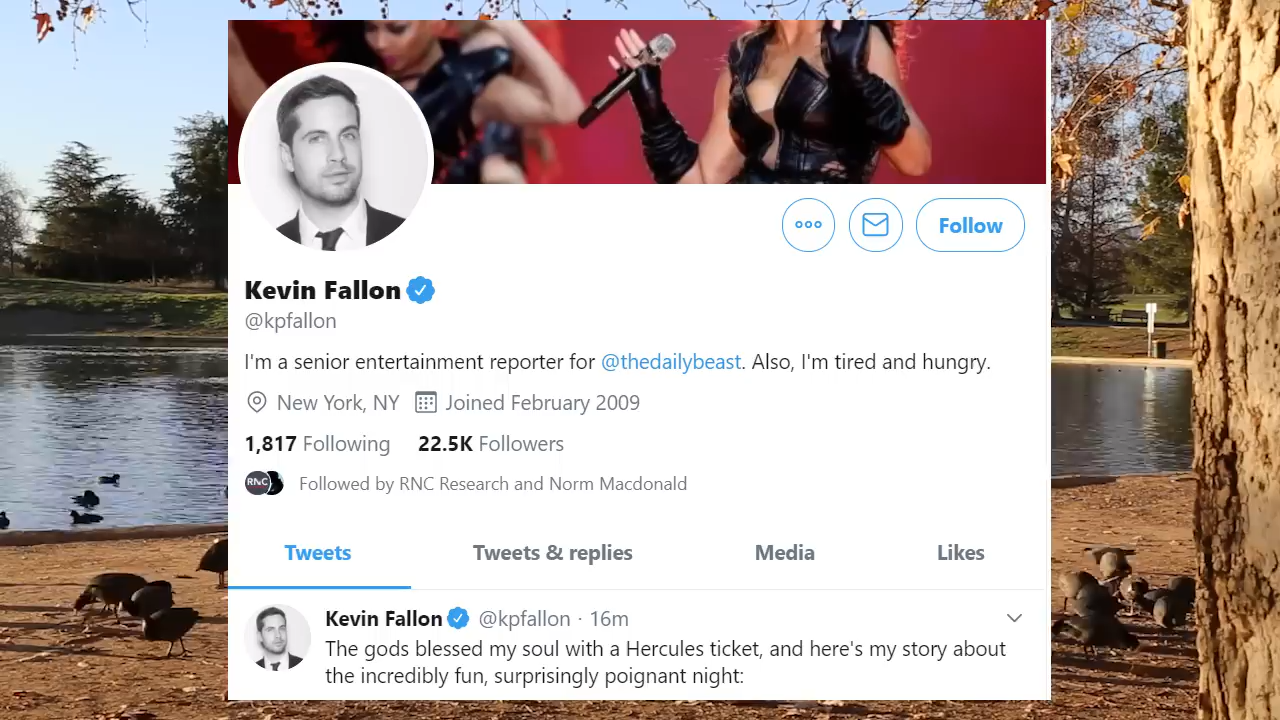 Follow
Kevin Fallon
@kpfallon
I'm a senior entertainment reporter for @thedailybeast. Also, I'm tired and hungry.
New York, NY Joined February 2009
1,817 Following 22.5K Followers
RNC Followed by RNC Research and Norm Macdonald
Tweets Tweets & replies Media Likes
Kevin Fallon @kpfallon · 16m
The gods blessed my soul with a Hercules ticket, and here's my story about
the incredibly fun, surprisingly poignant night: